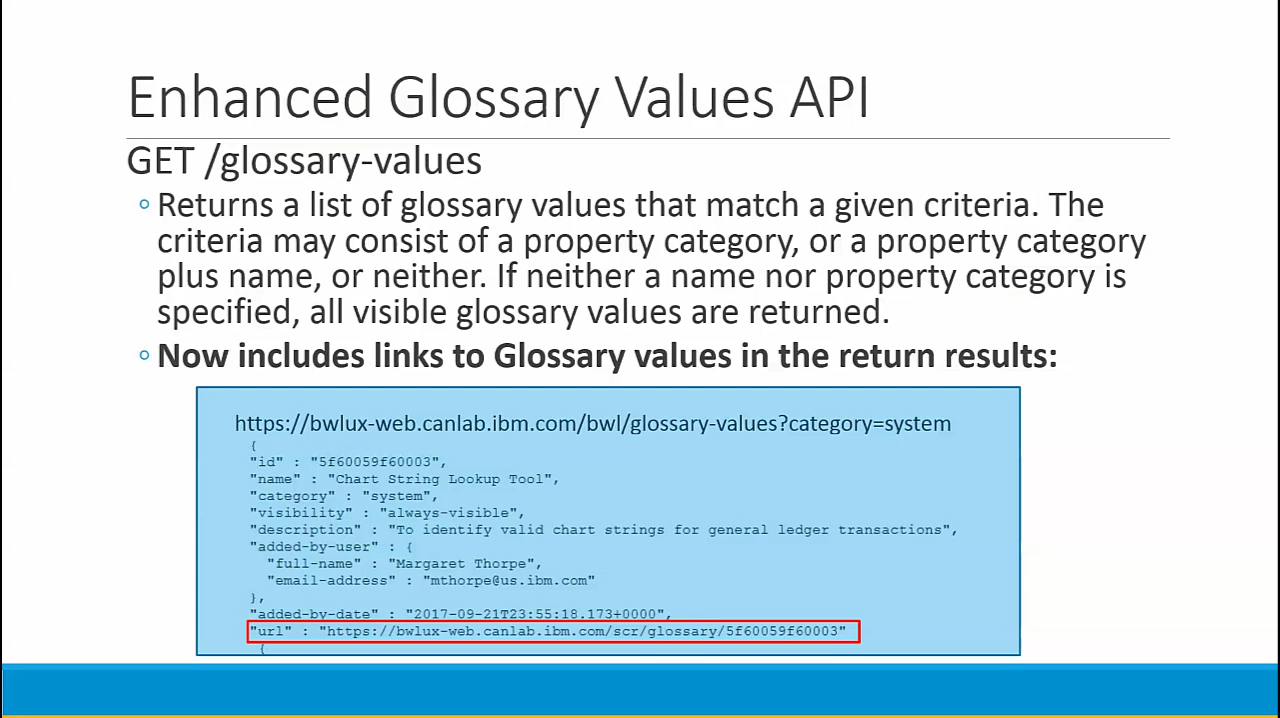 Enhanced Glossary Values API
GET /glossary-values
◦ Returns a list of glossary values that match a given criteria. The
criteria may consist of a property category, or a property category
plus name, or neither. If neither a name nor property category is
specified, all visible glossary values are returned.
◦ Now includes links to Glossary values in the return results:
https://bwlux-web.canlab.ibm.com/bwl/glossary-values?category=system
{
"id" : "5f60059f60003",
"name" : "Chart String Lookup Tool",
"category" : "system",
"visibility" : "always-visible",
"description" : "To identify valid chart strings for general ledger transactions",
"added-by-user" : {
"full-name" : "Margaret Thorpe",
"email-address" : "mthorpe@us.ibm.com"
},
"added-by-date" : "2017-09-21T23:55:18.173+0000",
"url" : "https://bwlux-web.canlab.ibm.com/scr/glossary/5f60059f60003"
{